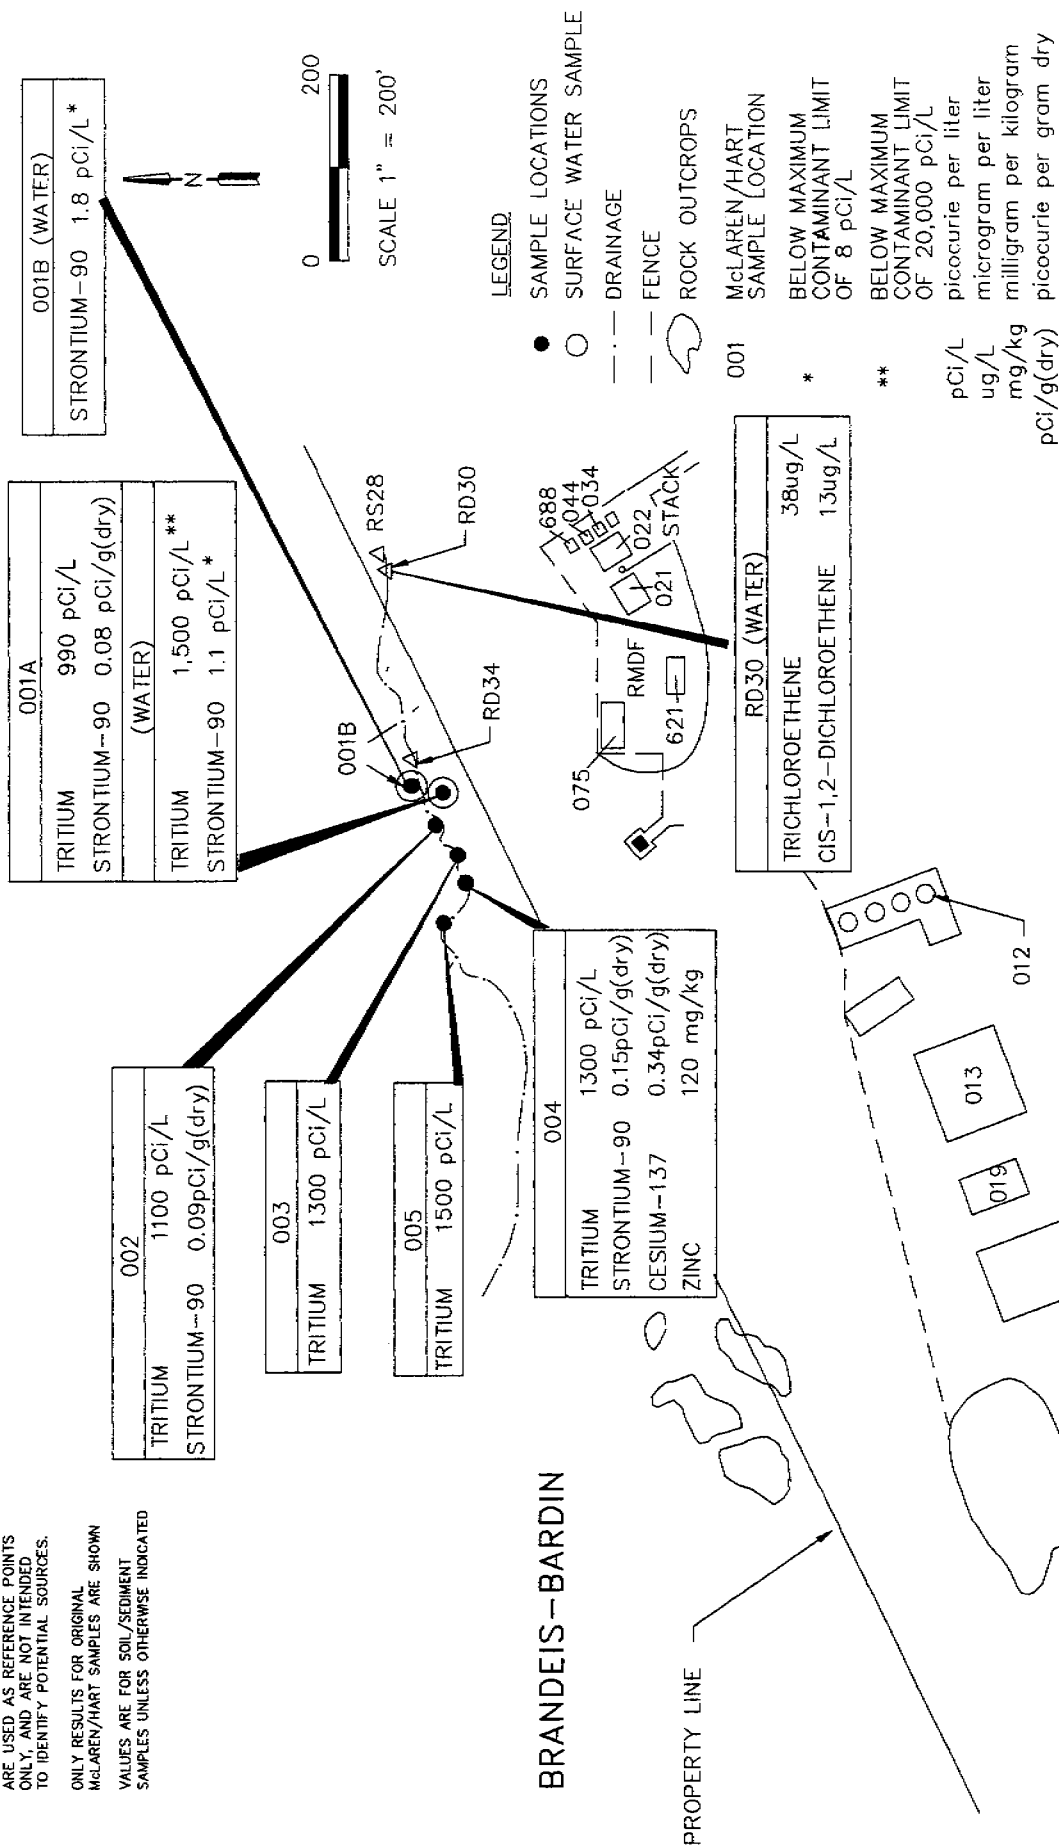 ARE USED AS REFERENCE POINTS
ONLY, AND ARE NOT INTENDED
TO IDENTIFY POTENTIAL SOURCES.
ONLY RESULTS FOR ORIGINAL
McLAREN/HART SAMPLES ARE SHOWN
VALUES ARE FOR SOIL/SEDIMENT
SAMPLES UNLESS OTHERWISE INDICATED
002
TRITIUM 1100 pCi/L
STRONTIUM-90 0.09pCi/g(dry)
003
TRITIUM 1300 pCi/L
005
TRITIUM 1500 pCi/L
001A
TRITIUM 990 pCi/L
STRONTIUM-90 0.08 pCi/g(dry)
(WATER)
TRITIUM 1,500 pCi/L**
STRONTIUM-90 1.1 pCi/L*
001B (WATER)
STRONTIUM-90 1.8 pCi/L*
N
0 200
SCALE 1" = 200'
004
TRITIUM 1300 pCi/L
STRONTIUM-90 0.15pCi/g(dry)
CESIUM-137 0.34pCi/g(dry)
ZINC 120 mg/kg
001B
RD34
RS28
RD30
BRANDEIS-BARDIN
PROPERTY LINE
075
RMDF
621
021
022
STACK
688
044
034
RD30 (WATER)
TRICHLOROETHENE 38ug/L
CIS-1,2-DICHLOROETHENE 13ug/L
012
013
019
LEGEND
SAMPLE LOCATIONS
SURFACE WATER SAMPLE
DRAINAGE
FENCE
ROCK OUTCROPS
001 McLAREN/HART
SAMPLE LOCATION
* BELOW MAXIMUM
CONTAMINANT LIMIT
OF 8 pCi/L
** BELOW MAXIMUM
CONTAMINANT LIMIT
OF 20,000 pCi/L
pCi/L picocurie per liter
ug/L microgram per liter
mg/kg milligram per kilogram
pCi/g(dry) picocurie per gram dry